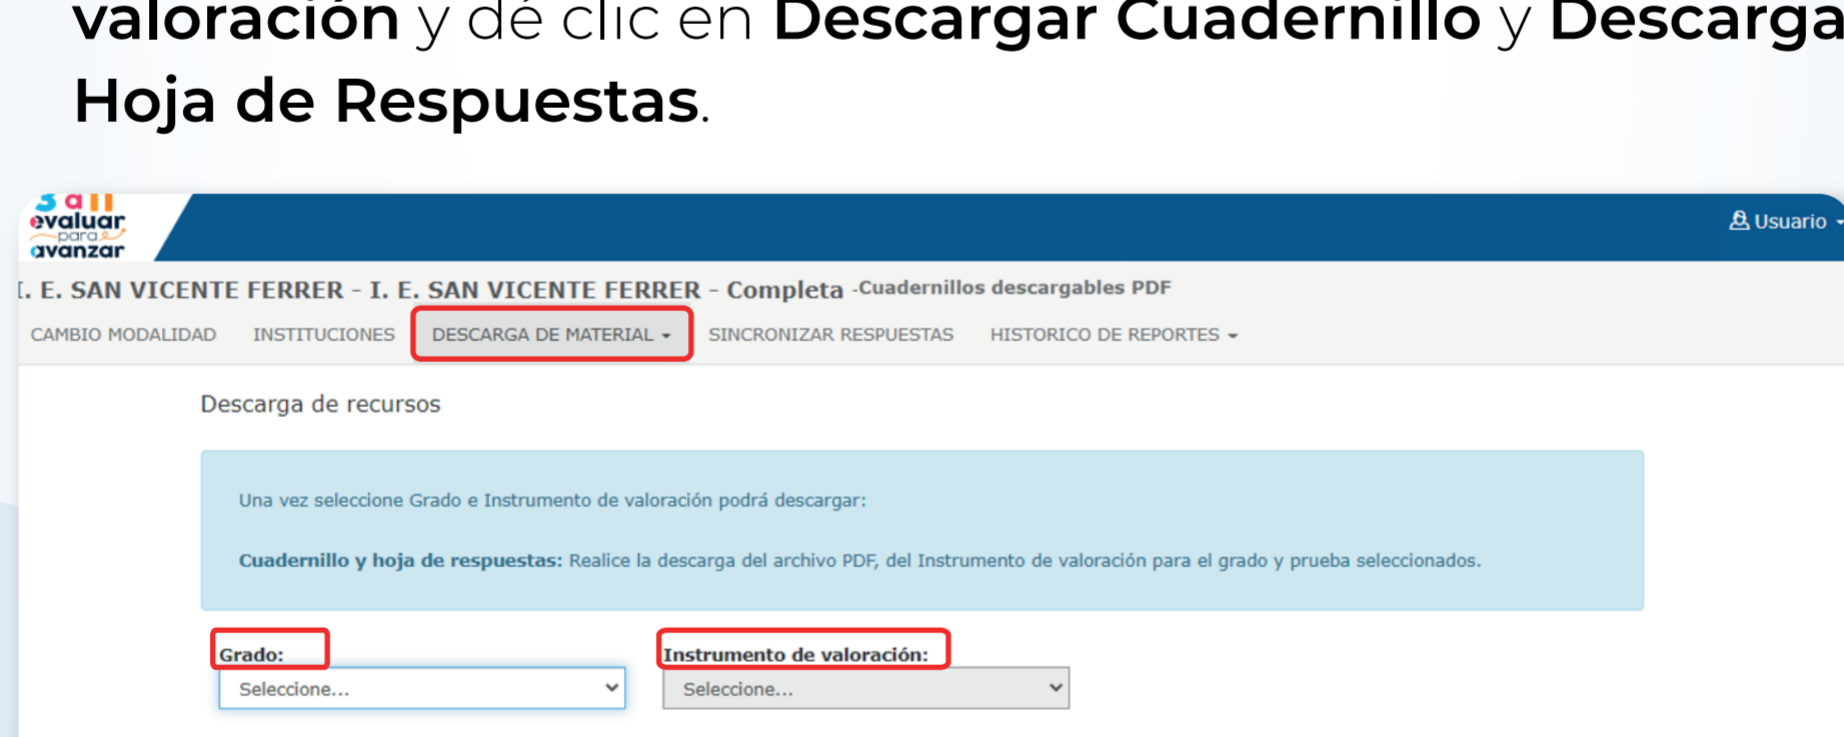 valoración y dé clic en Descargar Cuadernillo y Descarga
Hoja de Respuestas.
3 a 11
evaluar
para
avanzar
Usuario
I. E. SAN VICENTE FERRER - I. E. SAN VICENTE FERRER - Completa -Cuadernillos descargables PDF
CAMBIO MODALIDAD INSTITUCIONES DESCARGA DE MATERIAL SINCRONIZAR RESPUESTAS HISTORICO DE REPORTES
Descarga de recursos
Una vez seleccione Grado e Instrumento de valoración podrá descargar:
Cuadernillo y hoja de respuestas: Realice la descarga del archivo PDF, del Instrumento de valoración para el grado y prueba seleccionados.
Grado: Instrumento de valoración:
Seleccione... Seleccione...